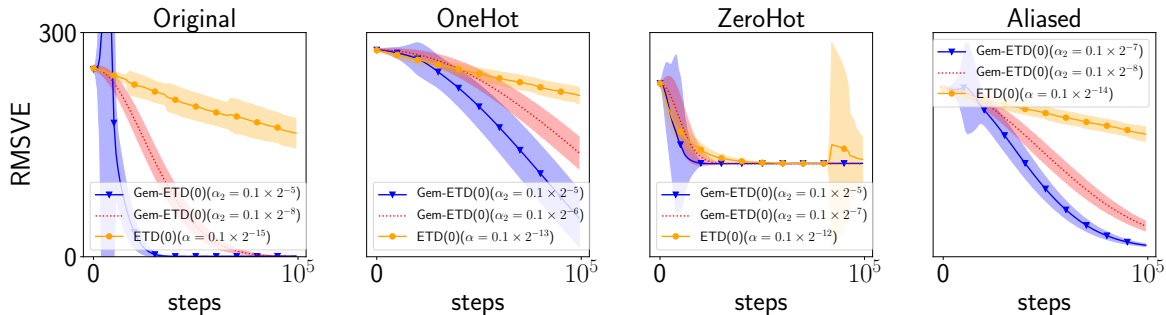 Original
OneHot
ZeroHot
Aliased
RMSVE
300
0
Gem-ETD(0)(α₂ = 0.1 × 2⁻⁵)
Gem-ETD(0)(α₂ = 0.1 × 2⁻⁸)
ETD(0)(α = 0.1 × 2⁻¹⁵)
0
10⁵
steps
Gem-ETD(0)(α₂ = 0.1 × 2⁻⁵)
Gem-ETD(0)(α₂ = 0.1 × 2⁻⁶)
ETD(0)(α = 0.1 × 2⁻¹³)
0
10⁵
steps
Gem-ETD(0)(α₂ = 0.1 × 2⁻⁵)
Gem-ETD(0)(α₂ = 0.1 × 2⁻⁷)
ETD(0)(α = 0.1 × 2⁻¹²)
0
10⁵
steps
Gem-ETD(0)(α₂ = 0.1 × 2⁻⁷)
Gem-ETD(0)(α₂ = 0.1 × 2⁻⁸)
ETD(0)(α = 0.1 × 2⁻¹⁴)
0
10⁵
steps